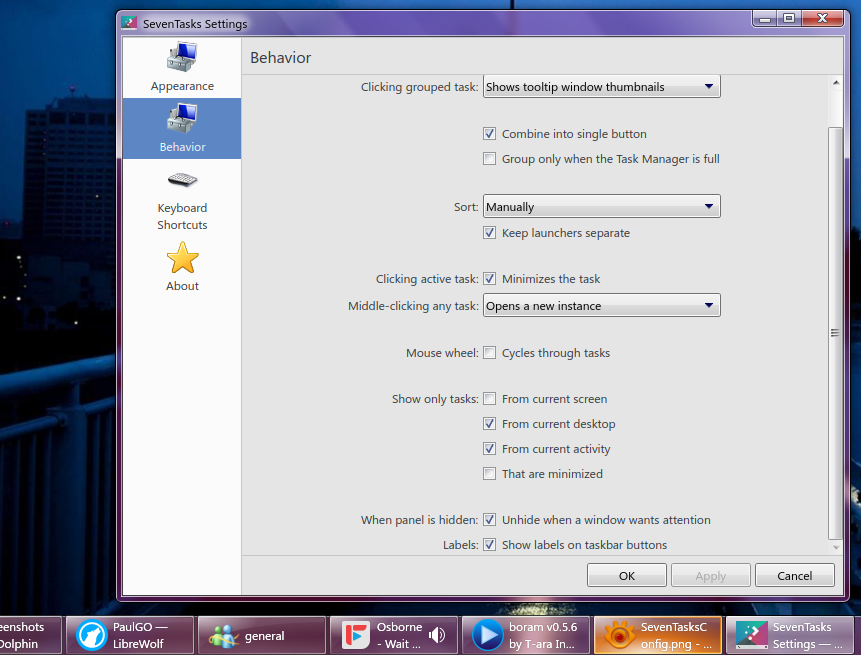 SevenTasks Settings
Appearance
Behavior
Keyboard
Shortcuts
About
Behavior
Clicking grouped task: Shows tooltip window thumbnails
Combine into single button
Group only when the Task Manager is full
Sort: Manually
Keep launchers separate
Clicking active task: Minimizes the task
Middle-clicking any task: Opens a new instance
Mouse wheel: Cycles through tasks
Show only tasks: From current screen
From current desktop
From current activity
That are minimized
When panel is hidden: Unhide when a window wants attention
Labels: Show labels on taskbar buttons
OK Apply Cancel
eenshots
Dolphin
PaulGO —
LibreWolf
general
Osborne
- Wait ...
boram v0.5.6
by T-ara In...
SevenTasksC
onfig.png - ...
SevenTasks
Settings — ...